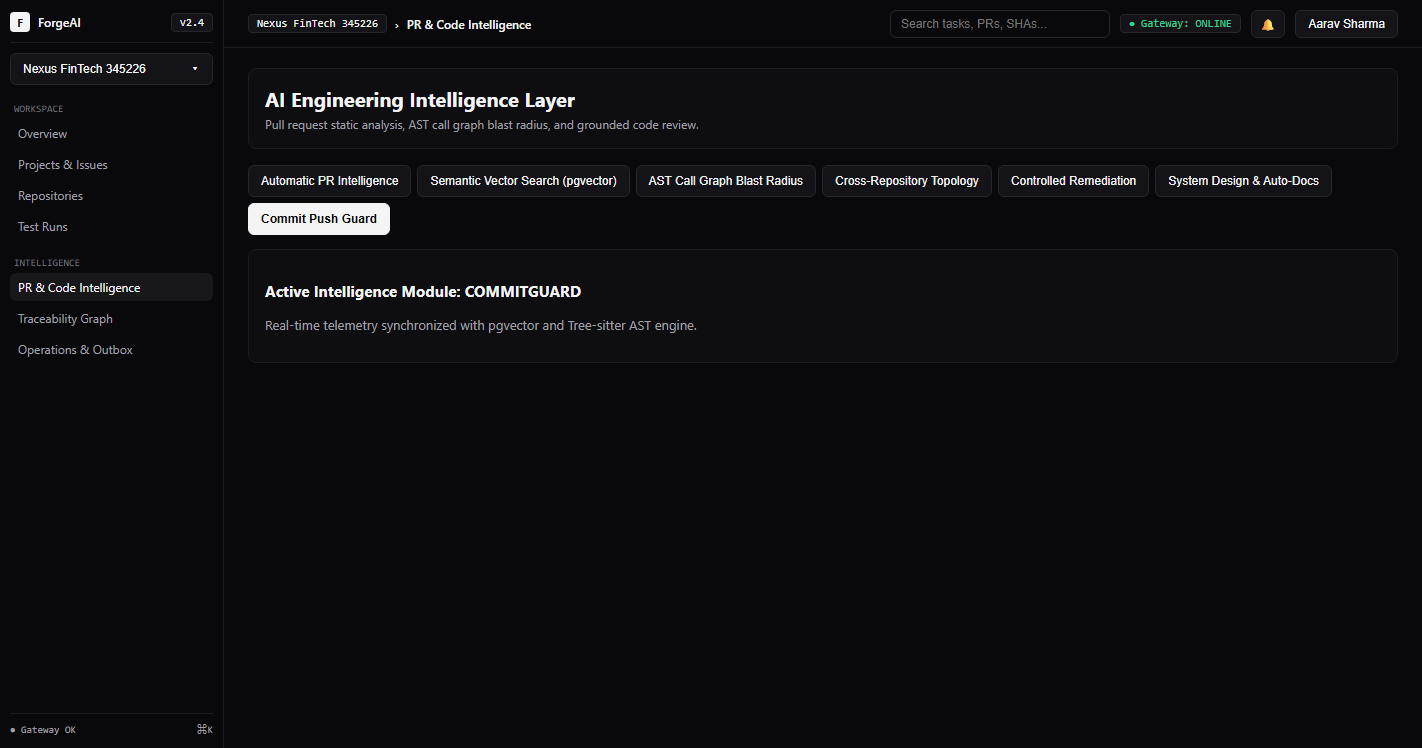 F ForgeAI v2.4
Nexus FinTech 345226
WORKSPACE
Overview
Projects & Issues
Repositories
Test Runs
INTELLIGENCE
PR & Code Intelligence
Traceability Graph
Operations & Outbox
● Gateway OK ⌘K
Nexus FinTech 345226 › PR & Code Intelligence
Search tasks, PRs, SHAs...
● Gateway: ONLINE
Aarav Sharma
AI Engineering Intelligence Layer
Pull request static analysis, AST call graph blast radius, and grounded code review.
Automatic PR Intelligence Semantic Vector Search (pgvector) AST Call Graph Blast Radius Cross-Repository Topology Controlled Remediation System Design & Auto-Docs
Commit Push Guard
Active Intelligence Module: COMMITGUARD
Real-time telemetry synchronized with pgvector and Tree-sitter AST engine.